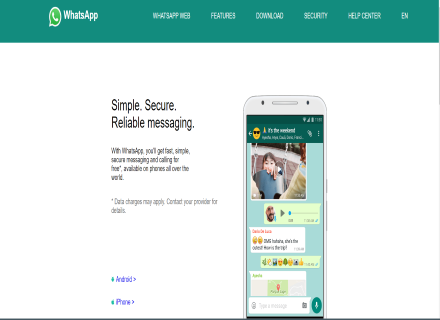 WhatsApp
WHATSAPP WEB
FEATURES
DOWNLOAD
SECURITY
HELP CENTER
EN
Simple. Secure.
Reliable messaging.
With WhatsApp, you'll get fast, simple,
secure messaging and calling for
free*, available on phones all over the
world.
* Data charges may apply. Contact your provider for
details.
Android >
iPhone >
It's the weekend
OMG hahaha, she's the
cutest! How is the trip?
Type a message